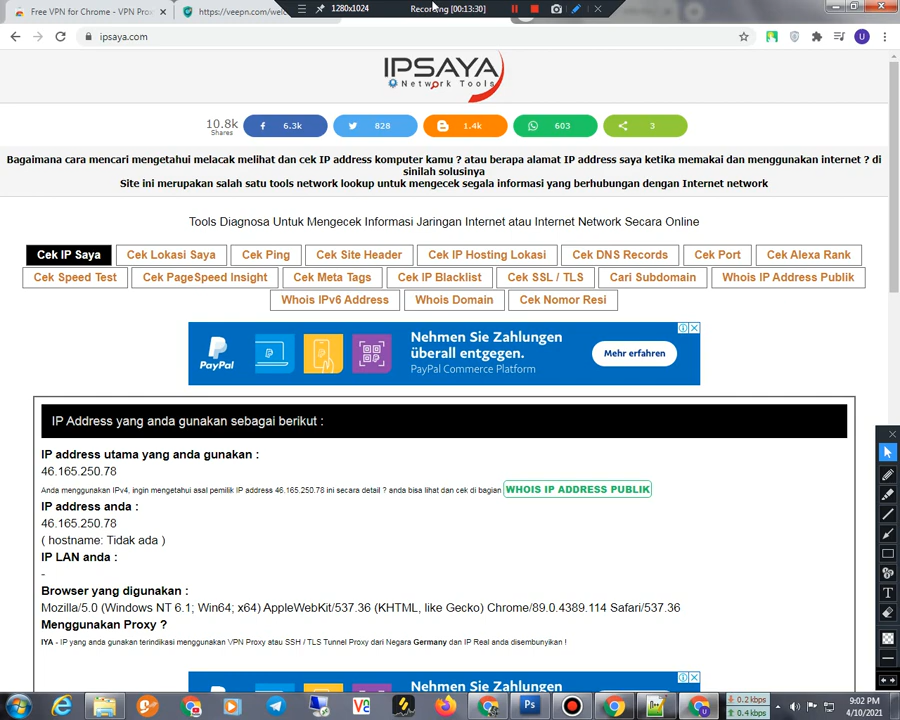 1280x1024
Recording [00:13:30]
Free VPN for Chrome - VPN Prox
https://veepn.com/welc
ipsaya.com
U
IPSAYA
Network Tools
10.8k
Shares
6.3k
828
1.4k
603
3
Bagaimana cara mencari mengetahui melacak melihat dan cek IP address komputer kamu ? atau berapa alamat IP address saya ketika memakai dan menggunakan internet ? di
sinilah solusinya
Site ini merupakan salah satu tools network lookup untuk mengecek segala informasi yang berhubungan dengan Internet network
Tools Diagnosa Untuk Mengecek Informasi Jaringan Internet atau Internet Network Secara Online
Cek IP Saya Cek Lokasi Saya Cek Ping Cek Site Header Cek IP Hosting Lokasi Cek DNS Records Cek Port Cek Alexa Rank
Cek Speed Test Cek PageSpeed Insight Cek Meta Tags Cek IP Blacklist Cek SSL / TLS Cari Subdomain Whois IP Address Publik
Whois IPv6 Address Whois Domain Cek Nomor Resi
PayPal
Nehmen Sie Zahlungen
überall entgegen.
PayPal Commerce Platform
Mehr erfahren
IP Address yang anda gunakan sebagai berikut :
IP address utama yang anda gunakan :
46.165.250.78
Anda menggunakan IPv4, ingin mengetahui asal pemilik IP address 46.165.250.78 ini secara detail ? anda bisa lihat dan cek di bagian WHOIS IP ADDRESS PUBLIK
IP address anda :
46.165.250.78
( hostname: Tidak ada )
IP LAN anda :
-
Browser yang digunakan :
Mozilla/5.0 (Windows NT 6.1; Win64; x64) AppleWebKit/537.36 (KHTML, like Gecko) Chrome/89.0.4389.114 Safari/537.36
Menggunakan Proxy ?
IYA - IP yang anda gunakan terindikasi menggunakan VPN Proxy atau SSH / TLS Tunnel Proxy dari Negara Germany dan IP Real anda disembunyikan !
Nehmen Sie Zahlungen
T
Ps
0.2 kbps
0.4 kbps
9:02 PM
4/10/2021